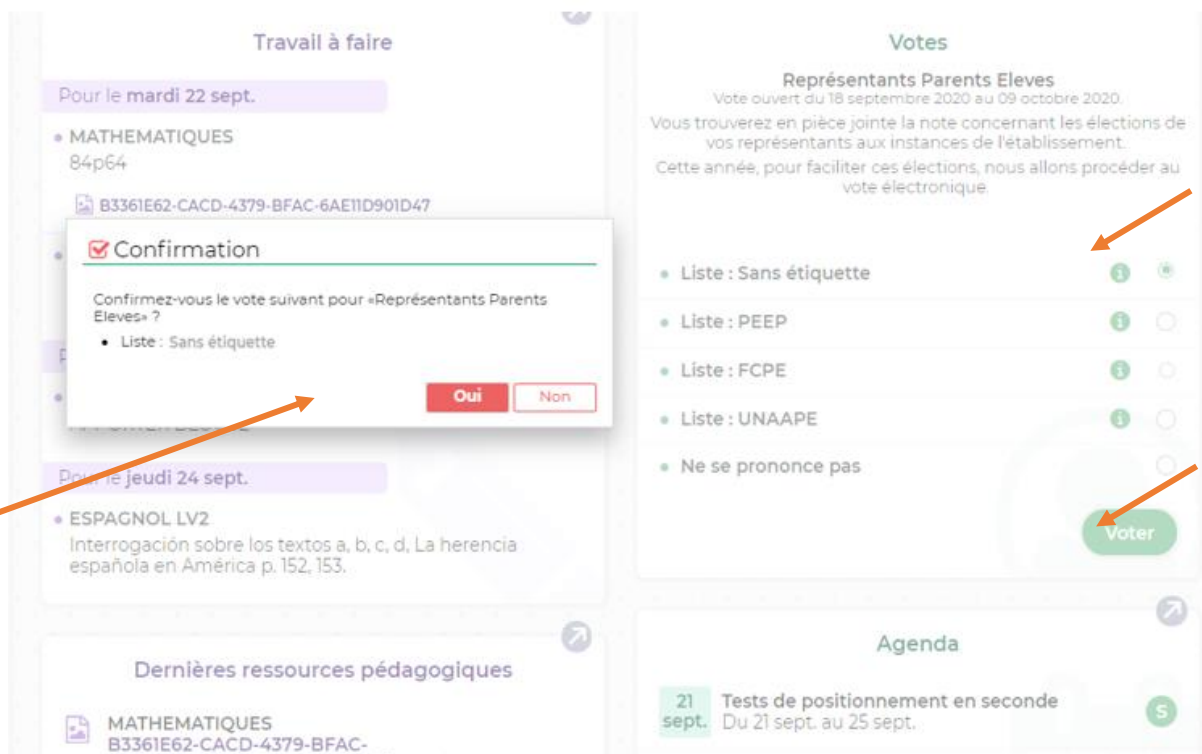 Travail à faire
Pour le mardi 22 sept.
MATHEMATIQUES
84p64
B3361E62-CACD-4379-BFAC-6AE11D901D47
Confirmation
Confirmez-vous le vote suivant pour «Représentants Parents
Eleves» ?
Liste : Sans étiquette
Oui Non
Pour le jeudi 24 sept.
ESPAGNOL LV2
Interrogación sobre los textos a, b, c, d, La herencia
española en América p. 152, 153.
Dernières ressources pédagogiques
MATHEMATIQUES
B3361E62-CACD-4379-BFAC-
Votes
Représentants Parents Eleves
Vote ouvert du 18 septembre 2020 au 09 octobre 2020.
Vous trouverez en pièce jointe la note concernant les élections de
vos représentants aux instances de l'établissement.
Cette année, pour faciliter ces élections, nous allons procéder au
vote électronique.
Liste : Sans étiquette
Liste : PEEP
Liste : FCPE
Liste : UNAAPE
Ne se prononce pas
Voter
Agenda
21 Tests de positionnement en seconde
sept. Du 21 sept. au 25 sept.
S